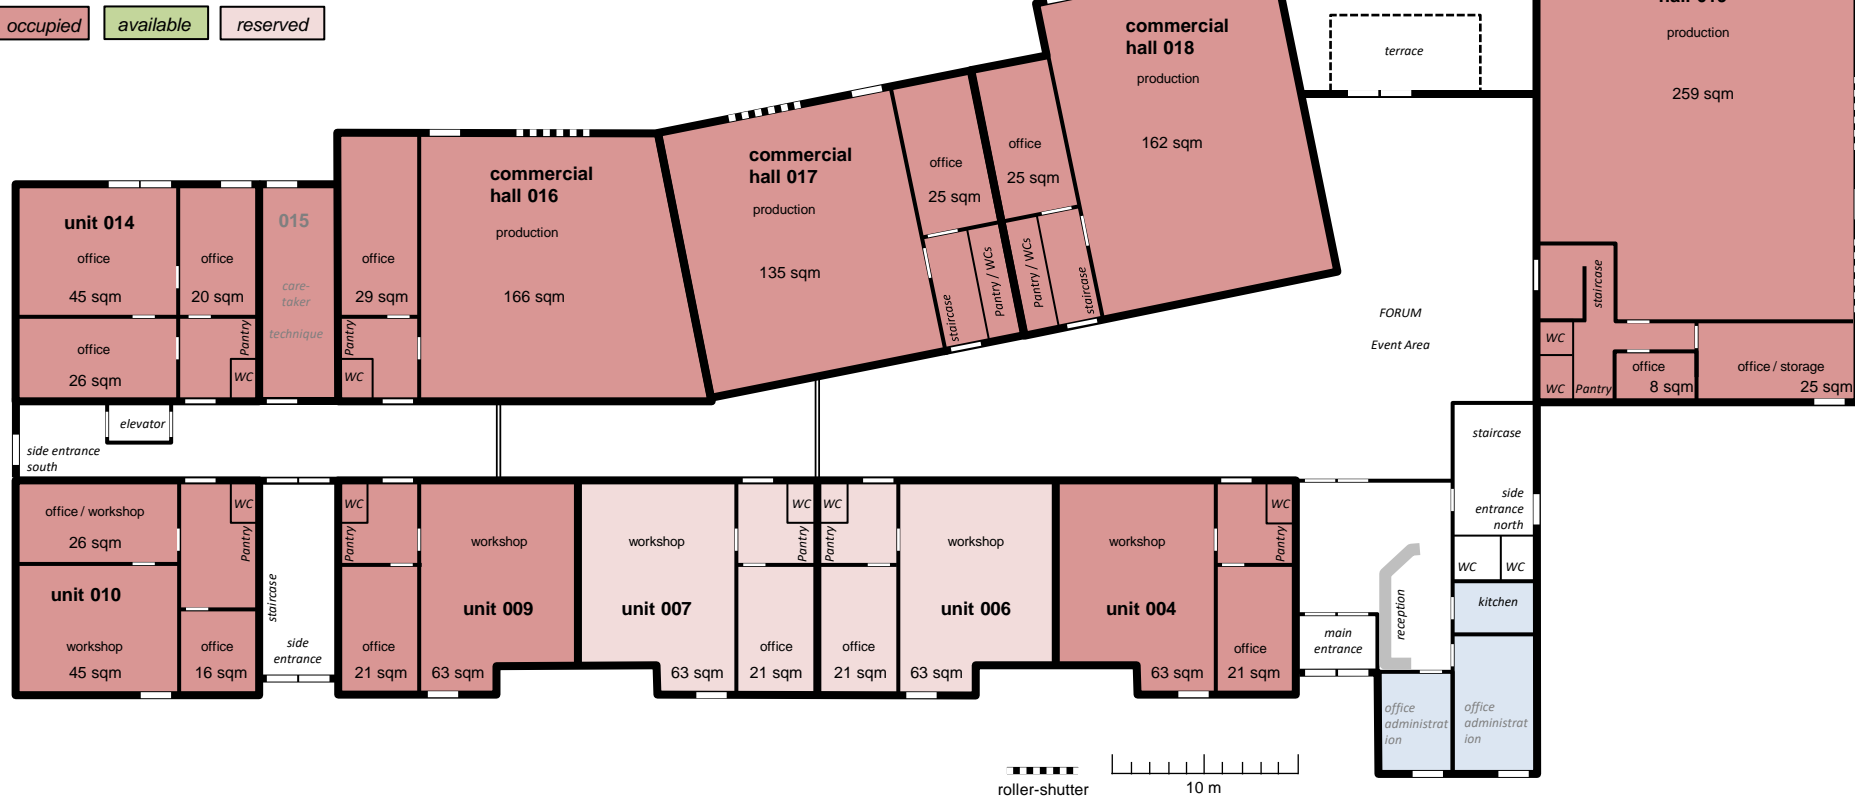 occupied
available
reserved
commercial
hall 018
production
162 sqm
terrace
production
259 sqm
commercial
hall 017
production
135 sqm
office
25 sqm
office
25 sqm
staircase
Pantry / WCs
Pantry / WCs
staircase
commercial
hall 016
production
166 sqm
office
29 sqm
Pantry
WC
unit 014
office
45 sqm
office
20 sqm
office
26 sqm
Pantry
WC
015
care-
taker
technique
FORUM
Event Area
staircase
WC
WC
Pantry
office
8 sqm
office / storage
25 sqm
elevator
side entrance
south
staircase
side
entrance
north
WC
WC
kitchen
office / workshop
26 sqm
WC
Pantry
unit 010
workshop
45 sqm
office
16 sqm
staircase
side
entrance
WC
Pantry
workshop
unit 009
office
21 sqm
63 sqm
workshop
unit 007
63 sqm
WC
Pantry
office
21 sqm
WC
Pantry
workshop
unit 006
office
21 sqm
63 sqm
workshop
unit 004
63 sqm
WC
Pantry
office
21 sqm
main
entrance
reception
office
administrat
ion
office
administrat
ion
roller-shutter
10 m